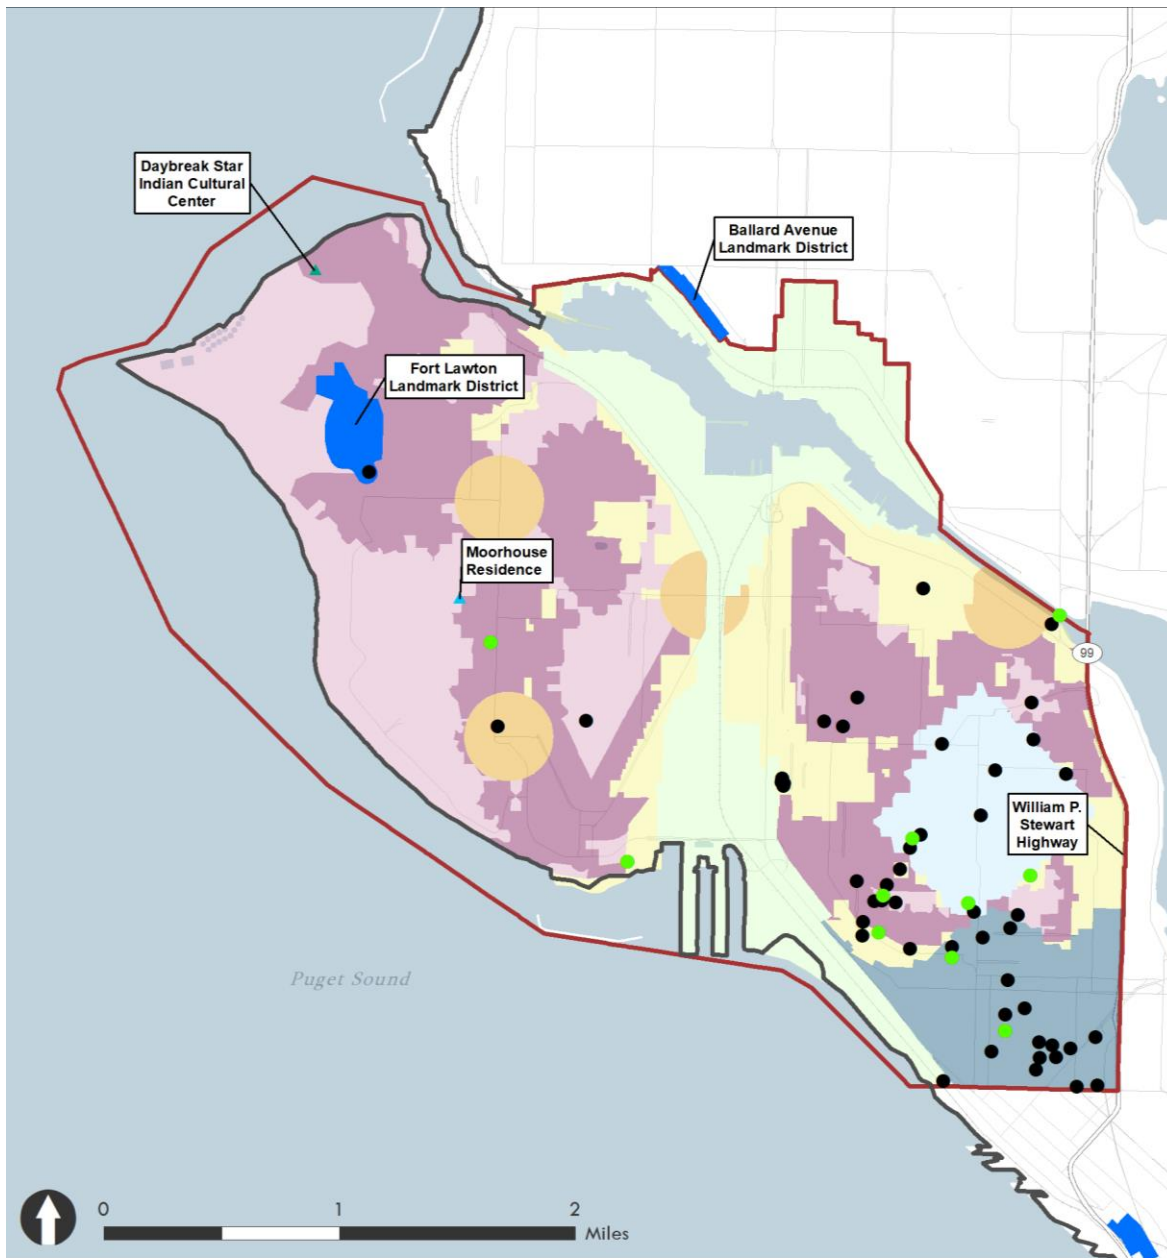 Daybreak Star
Indian Cultural
Center
Ballard Avenue
Landmark District
Fort Lawton
Landmark District
Moorhouse
Residence
99
William P.
Stewart
Highway
Puget Sound
0
1
2
Miles